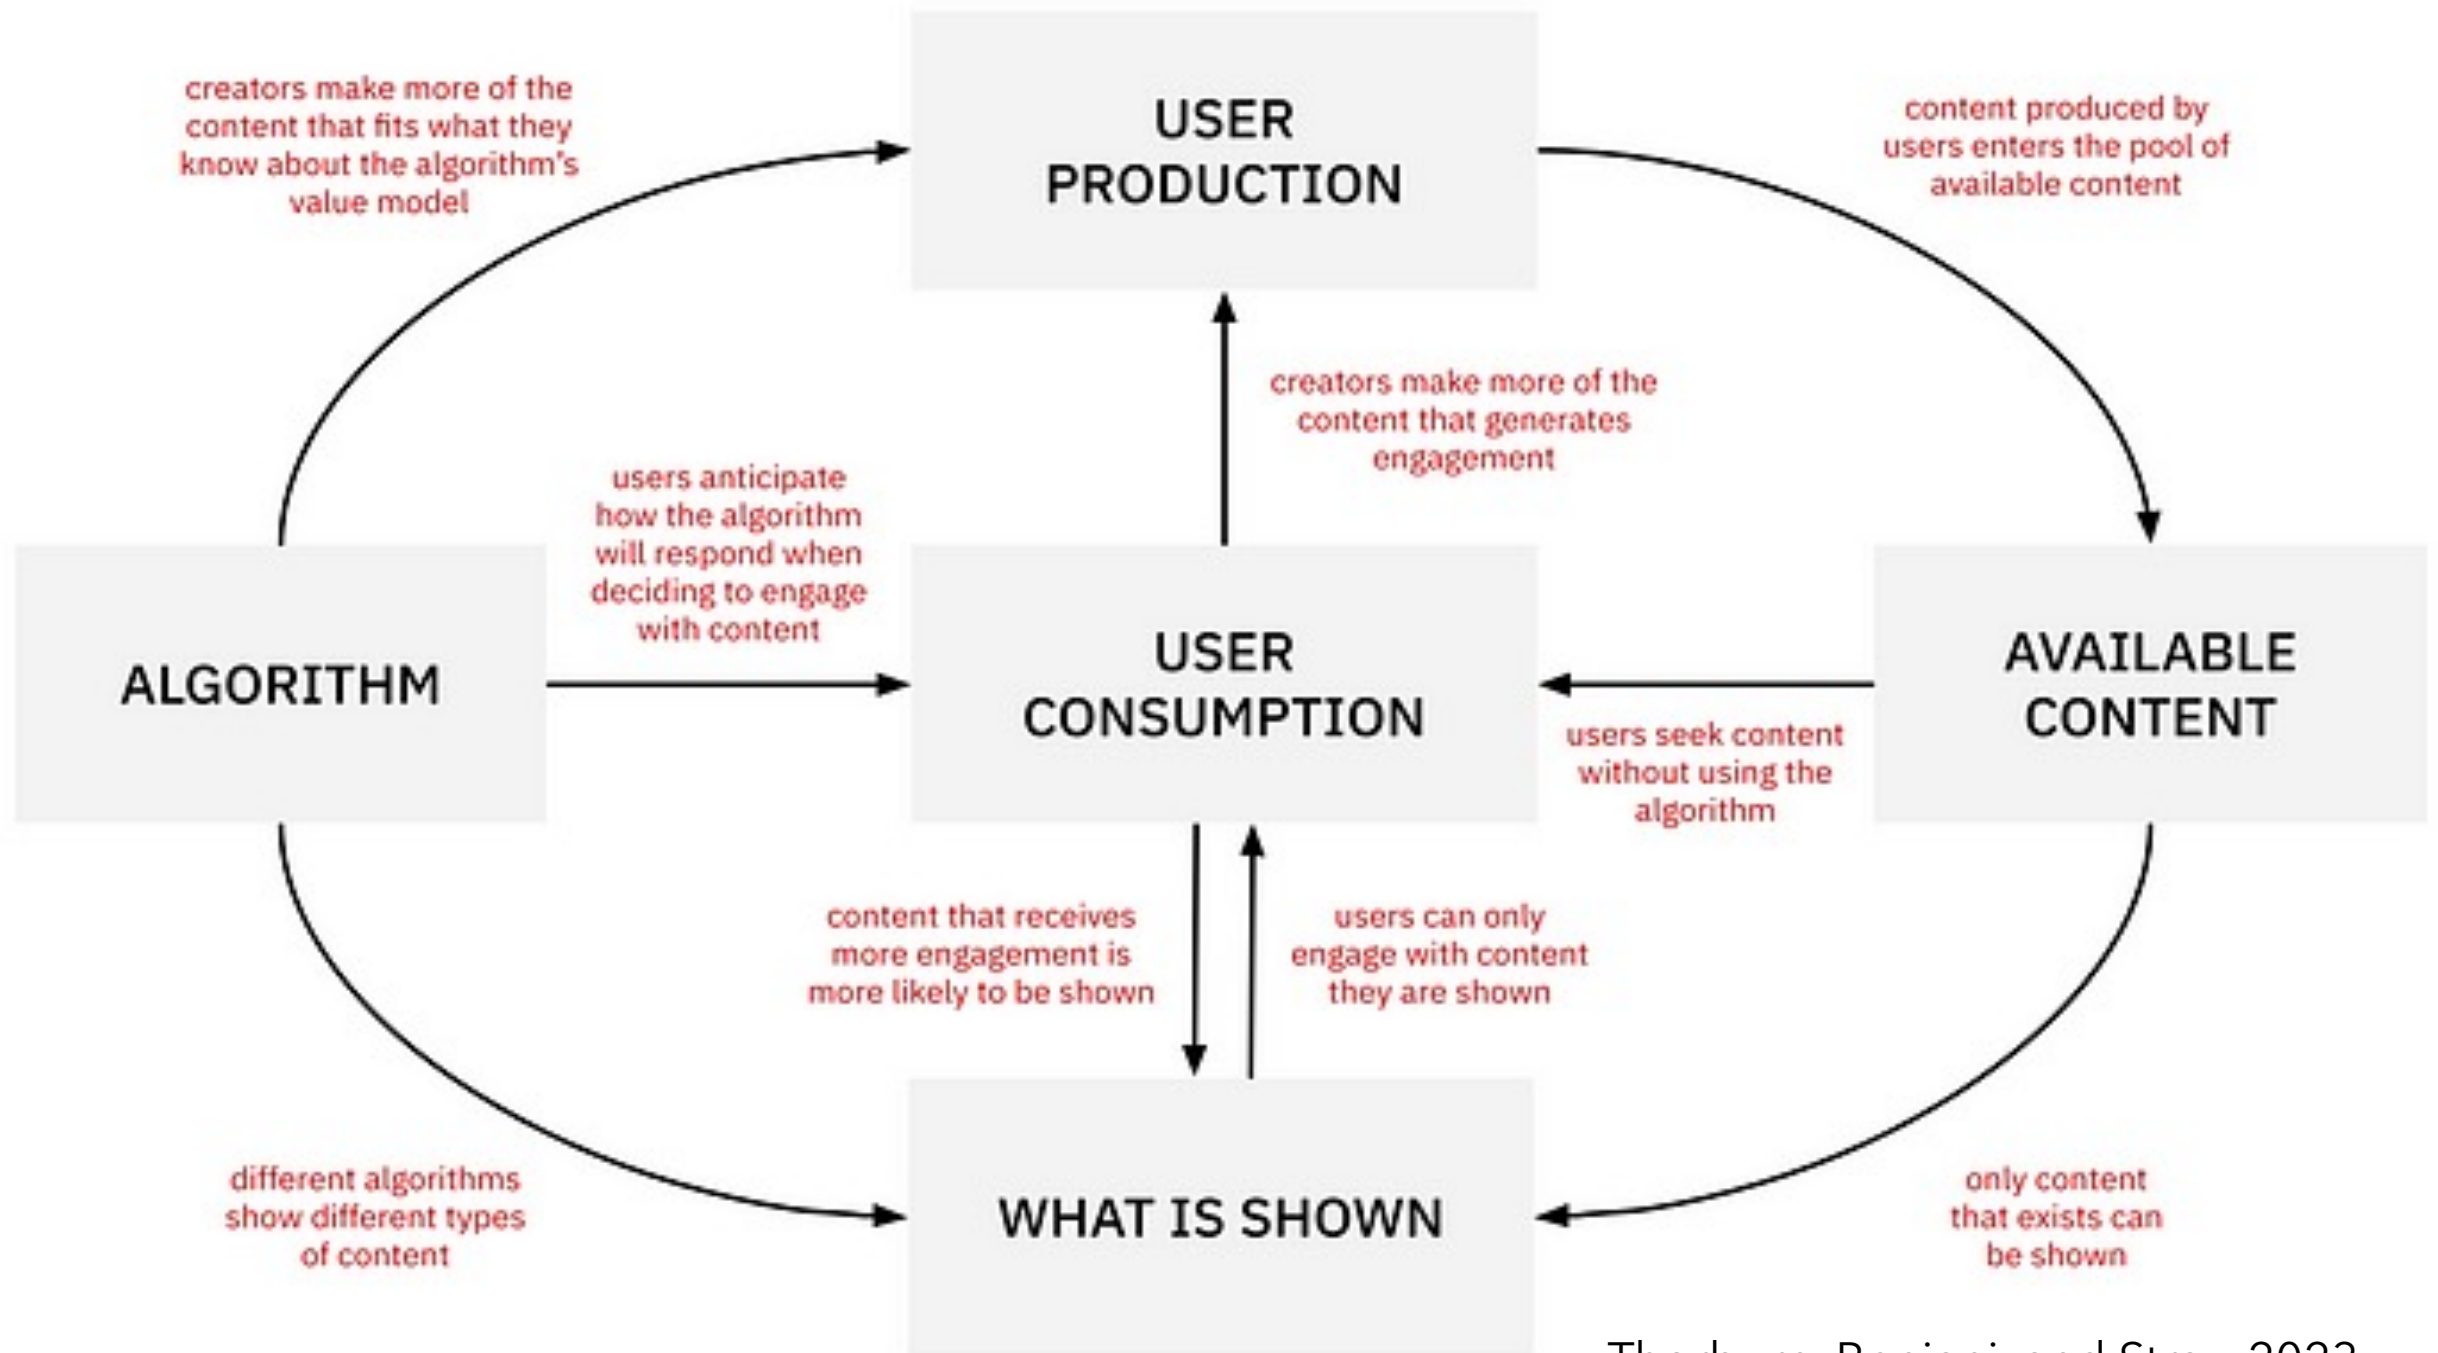 USER
PRODUCTION
creators make more of the
content that fits what they
know about the algorithm's
value model
content produced by
users enters the pool of
available content
creators make more of the
content that generates
engagement
users anticipate
how the algorithm
will respond when
deciding to engage
with content
ALGORITHM
USER
CONSUMPTION
AVAILABLE
CONTENT
users seek content
without using the
algorithm
content that receives
more engagement is
more likely to be shown
users can only
engage with content
they are shown
different algorithms
show different types
of content
WHAT IS SHOWN
only content
that exists can
be shown
and